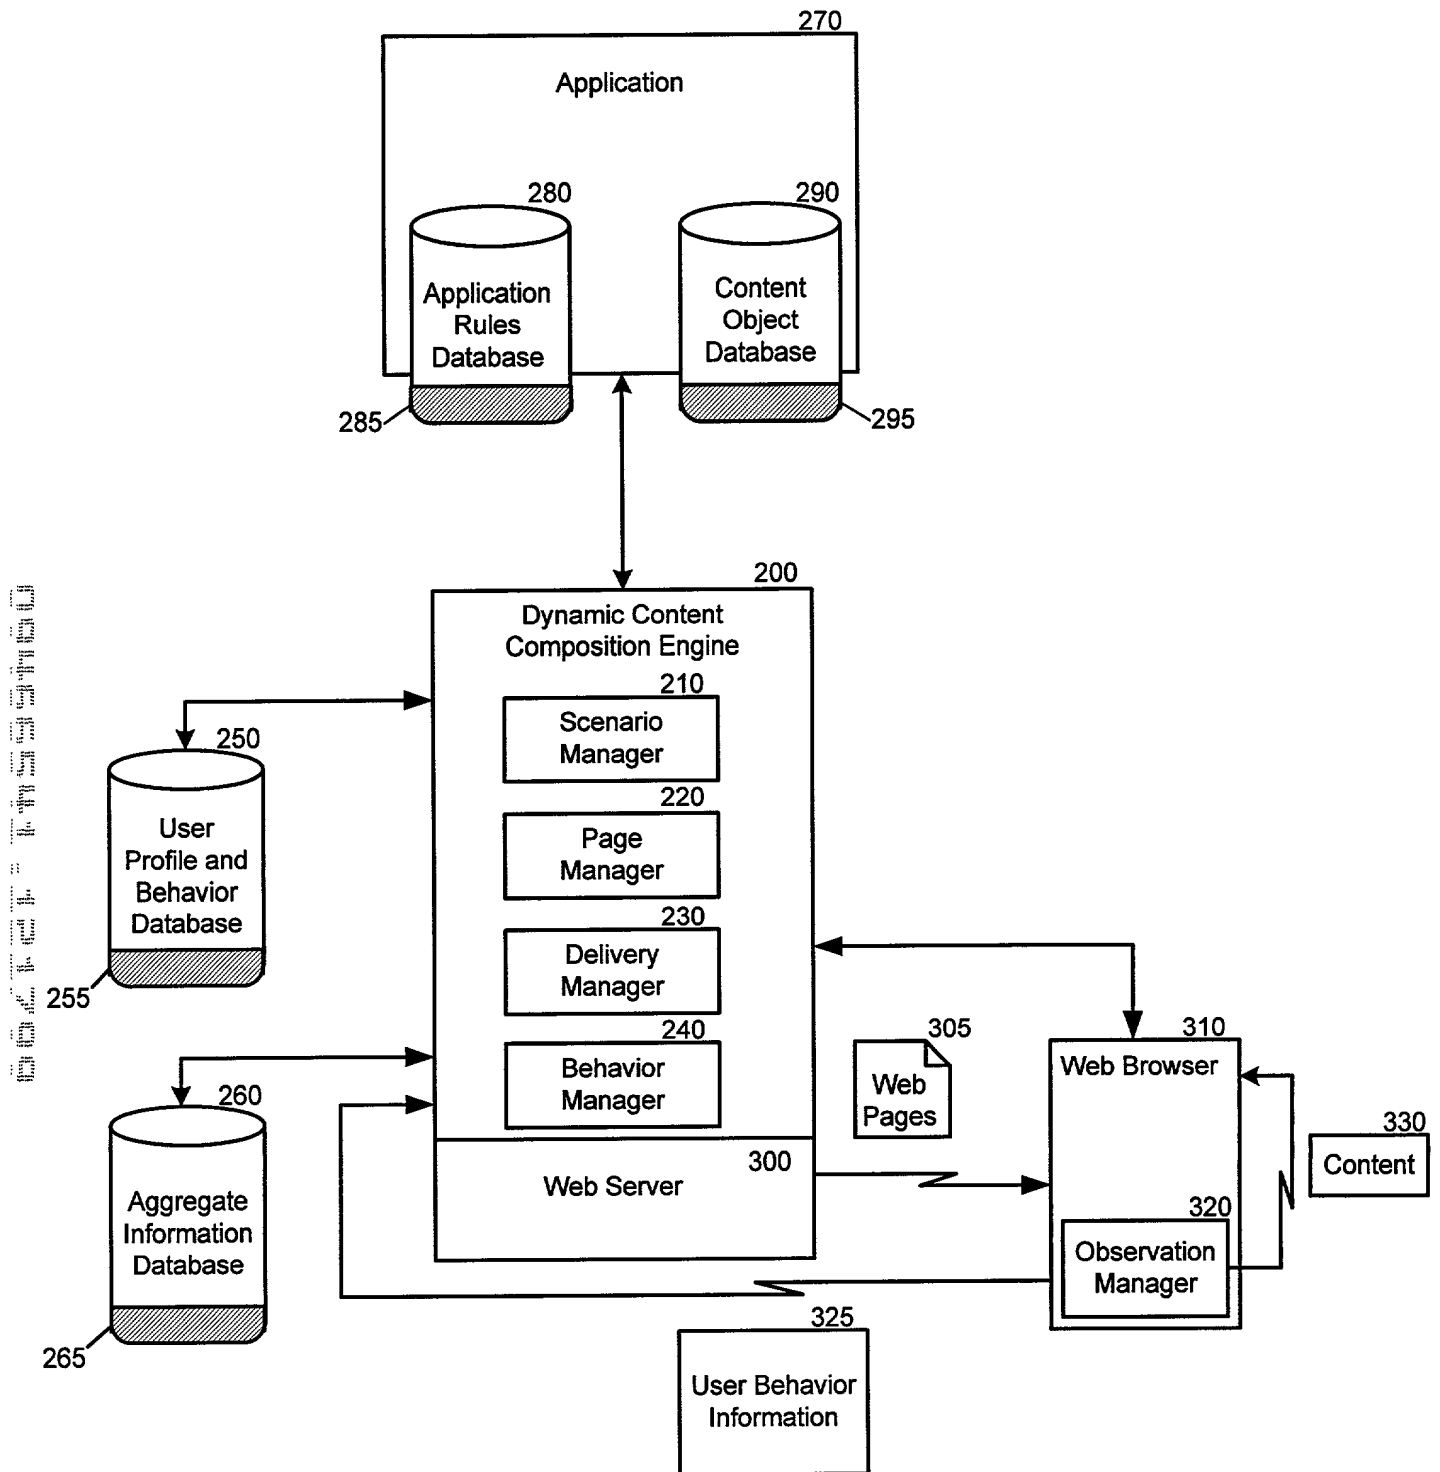 270
Application
280
290
Application
Rules
Database
Content
Object
Database
285
295
200
Dynamic Content
Composition Engine
210
Scenario
Manager
250
220
User
Profile and
Behavior
Database
Page
Manager
230
Delivery
Manager
255
240
305
310
Behavior
Manager
Web
Pages
Web Browser
260
330
Content
300
Web Server
Aggregate
Information
Database
320
Observation
Manager
265
325
User Behavior
Information